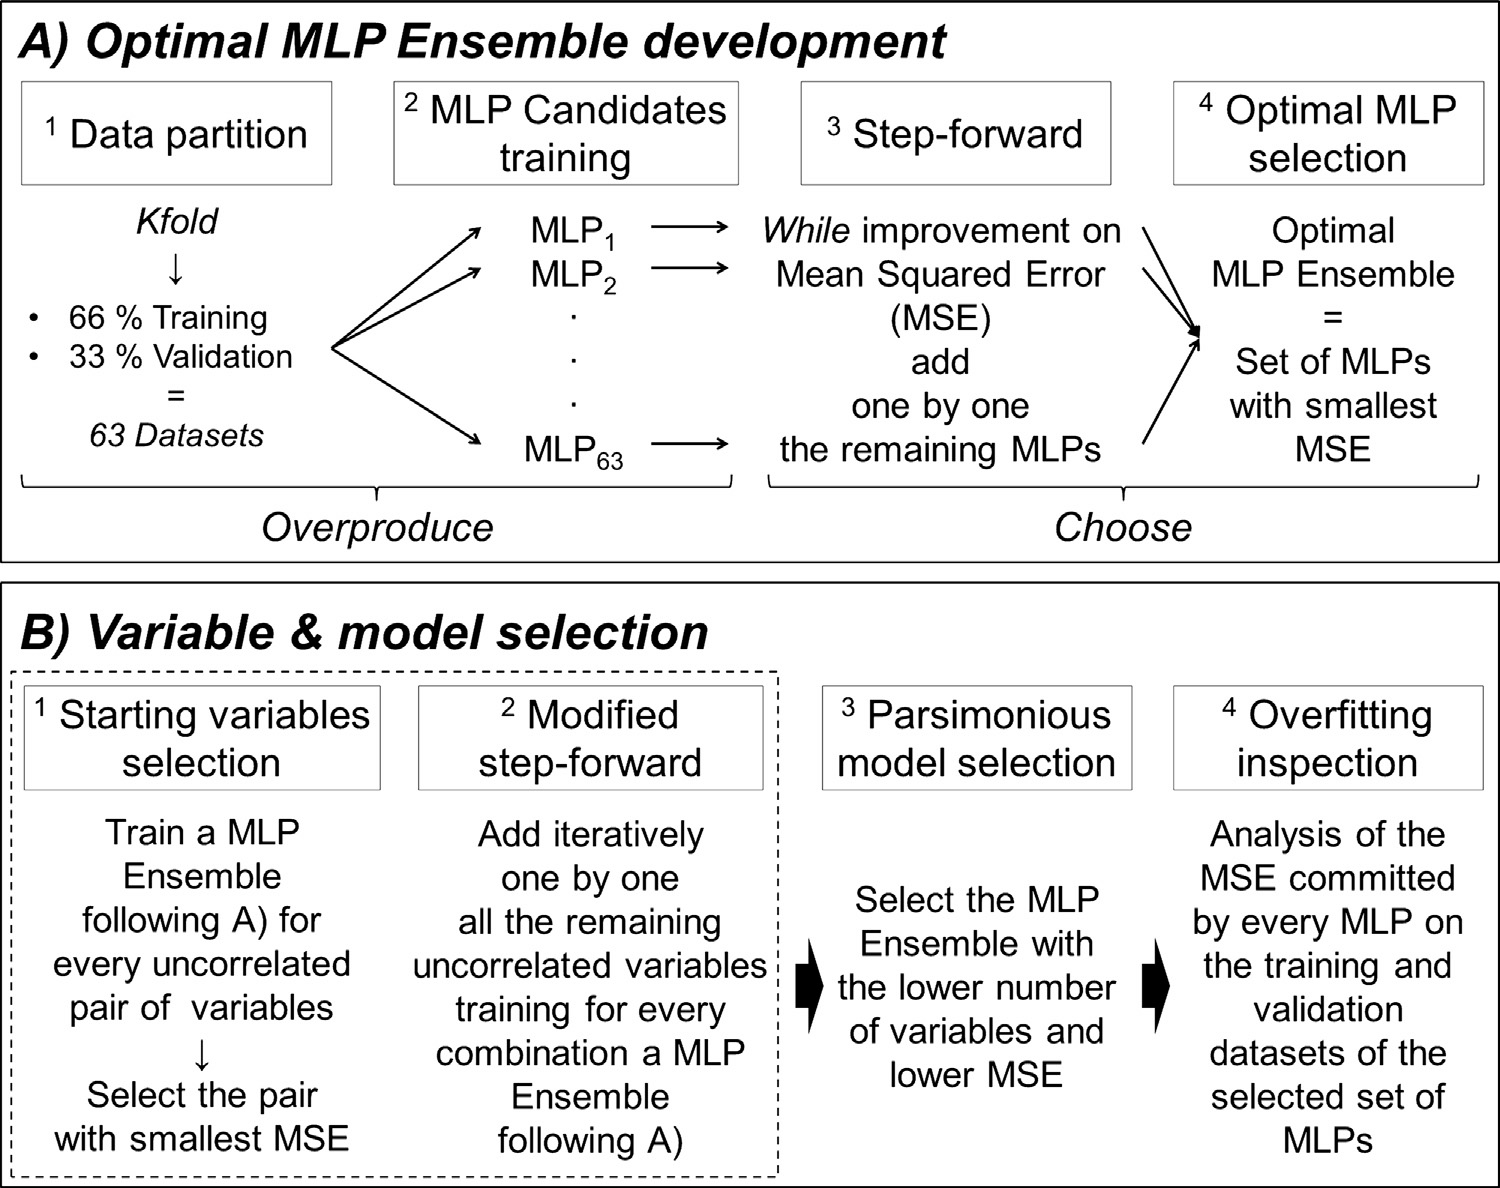 A) Optimal MLP Ensemble development
1 Data partition
Kfold
↓
• 66 % Training
• 33 % Validation
=
63 Datasets
2 MLP Candidates
training
MLP1
MLP2
.
.
.
MLP63
Overproduce
3 Step-forward
While improvement on
Mean Squared Error
(MSE)
add
one by one
the remaining MLPs
4 Optimal MLP
selection
Optimal
MLP Ensemble
=
Set of MLPs
with smallest
MSE
Choose
B) Variable & model selection
1 Starting variables
selection
Train a MLP
Ensemble
following A) for
every uncorrelated
pair of variables
↓
Select the pair
with smallest MSE
2 Modified
step-forward
Add iteratively
one by one
all the remaining
uncorrelated variables
training for every
combination a MLP
Ensemble
following A)
3 Parsimonious
model selection
Select the MLP
Ensemble with
the lower number
of variables and
lower MSE
4 Overfitting
inspection
Analysis of the
MSE committed
by every MLP on
the training and
validation
datasets of the
selected set of
MLPs